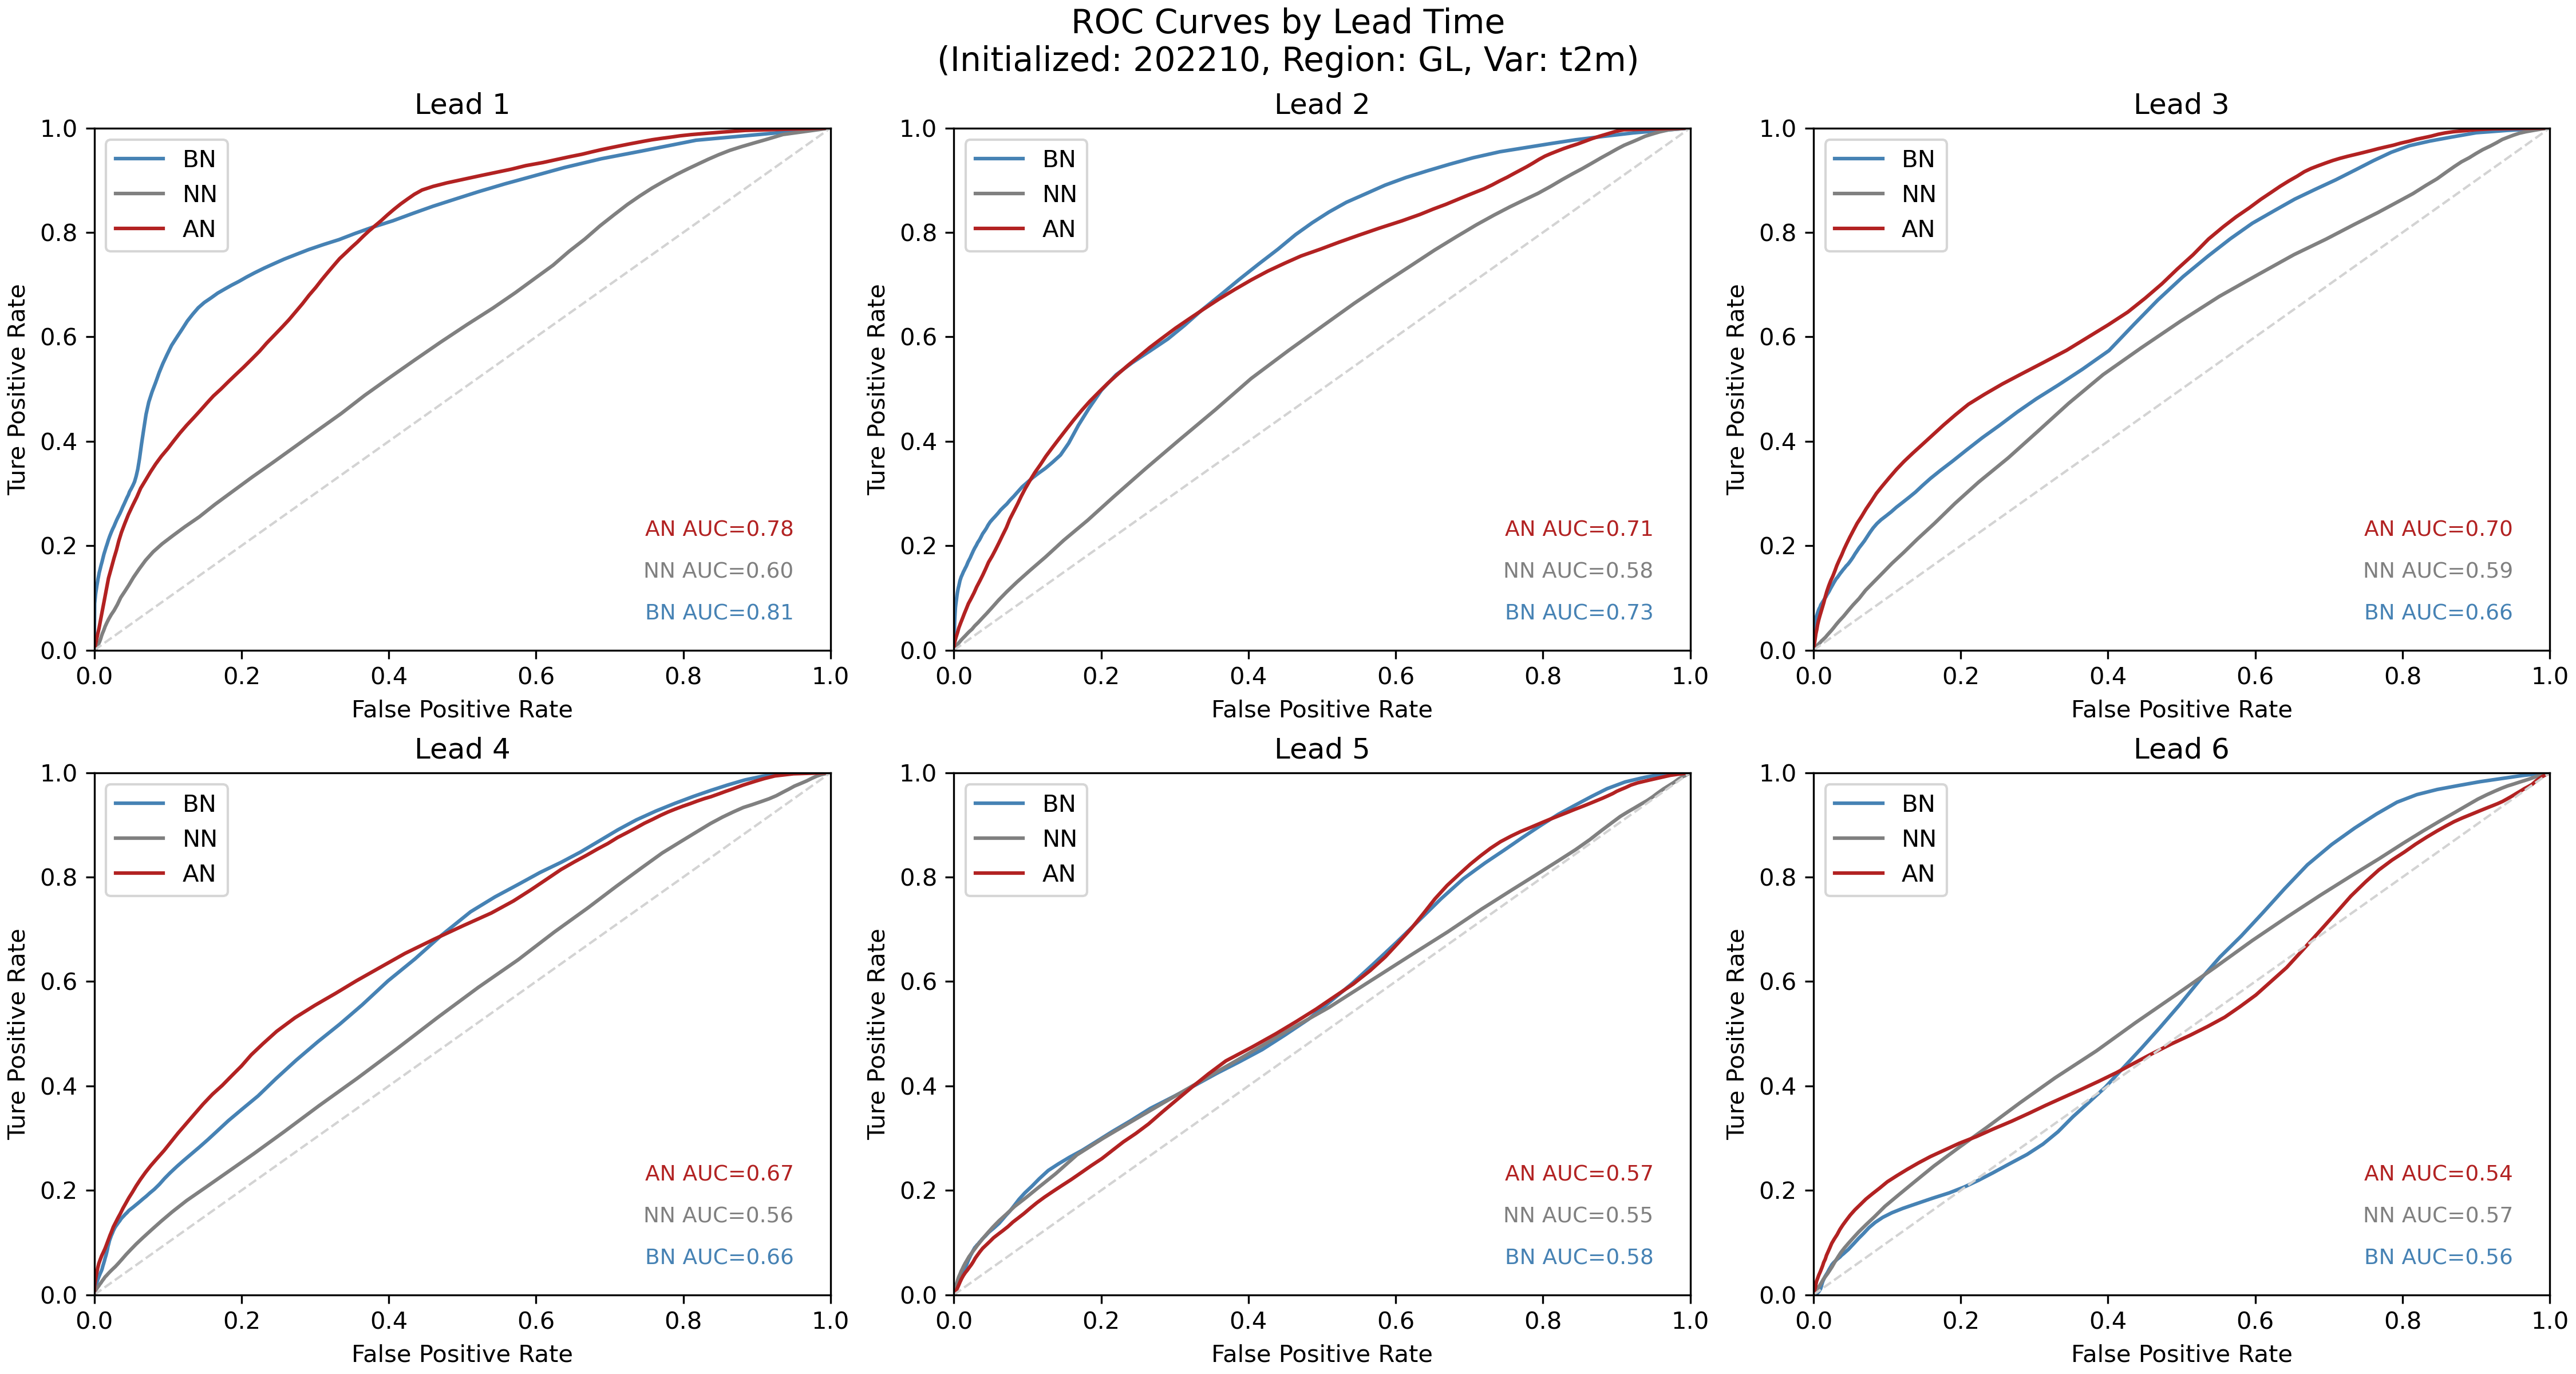 ROC Curves by Lead Time
(Initialized: 202210, Region: GL, Var: t2m)
Lead 1
1.0
0.8
0.6
0.4
0.2
0.0
Ture Positive Rate
BN
NN
AN
AN AUC=0.78
NN AUC=0.60
BN AUC=0.81
0.0 0.2 0.4 0.6 0.8 1.0
False Positive Rate
Lead 2
1.0
0.8
0.6
0.4
0.2
0.0
Ture Positive Rate
BN
NN
AN
AN AUC=0.71
NN AUC=0.58
BN AUC=0.73
0.0 0.2 0.4 0.6 0.8 1.0
False Positive Rate
Lead 3
1.0
0.8
0.6
0.4
0.2
0.0
Ture Positive Rate
BN
NN
AN
AN AUC=0.70
NN AUC=0.59
BN AUC=0.66
0.0 0.2 0.4 0.6 0.8 1.0
False Positive Rate
Lead 4
1.0
0.8
0.6
0.4
0.2
0.0
Ture Positive Rate
BN
NN
AN
AN AUC=0.67
NN AUC=0.56
BN AUC=0.66
0.0 0.2 0.4 0.6 0.8 1.0
False Positive Rate
Lead 5
1.0
0.8
0.6
0.4
0.2
0.0
Ture Positive Rate
BN
NN
AN
AN AUC=0.57
NN AUC=0.55
BN AUC=0.58
0.0 0.2 0.4 0.6 0.8 1.0
False Positive Rate
Lead 6
1.0
0.8
0.6
0.4
0.2
0.0
Ture Positive Rate
BN
NN
AN
AN AUC=0.54
NN AUC=0.57
BN AUC=0.56
0.0 0.2 0.4 0.6 0.8 1.0
False Positive Rate